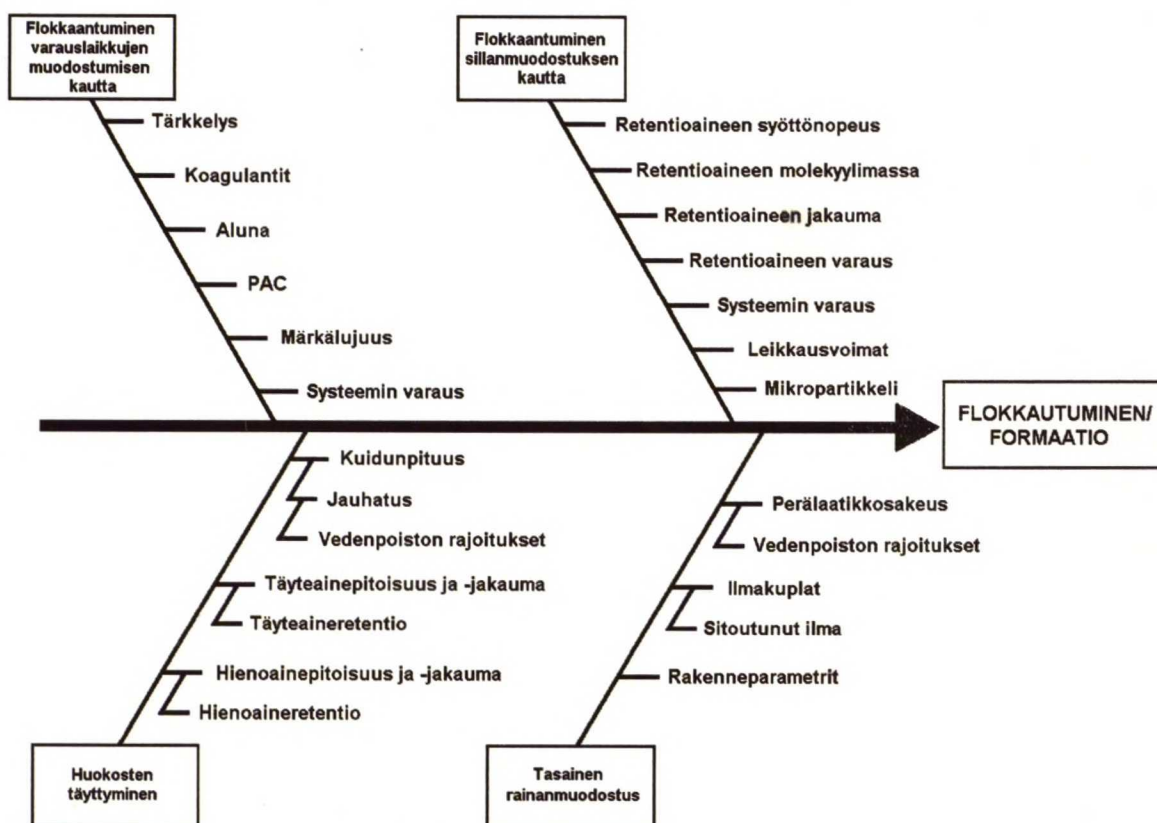 Flokkaantuminen
varauslaikkujen
muodostumisen
kautta
Tärkkelys
Koagulantit
Aluna
PAC
Märkälujuus
Systeemin varaus
Flokkaantuminen
sillanmuodostuksen
kautta
Retentioaineen syöttönopeus
Retentioaineen molekyylimassa
Retentioaineen jakauma
Retentioaineen varaus
Systeemin varaus
Leikkausvoimat
Mikropartikkeli
FLOKKAUTUMINEN/
FORMAATIO
Kuidunpituus
Jauhatus
Vedenpoiston rajoitukset
Täyteainepitoisuus ja -jakauma
Täyteaineretentio
Hienoainepitoisuus ja -jakauma
Hienoaineretentio
Huokosten
täyttyminen
Perälaatikkosakeus
Vedenpoiston rajoitukset
Ilmakuplat
Sitoutunut ilma
Rakenneparametrit
Tasainen
rainanmuodostus